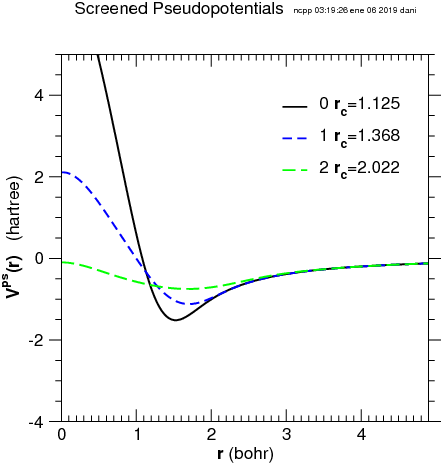 Screened Pseudopotentials ncpp 03:19:26 ene 06 2019 dani
4
2
0
-2
-4
V^ps(r) (hartree)
0 r_c=1.125
1 r_c=1.368
2 r_c=2.022
0 1 2 3 4
r (bohr)